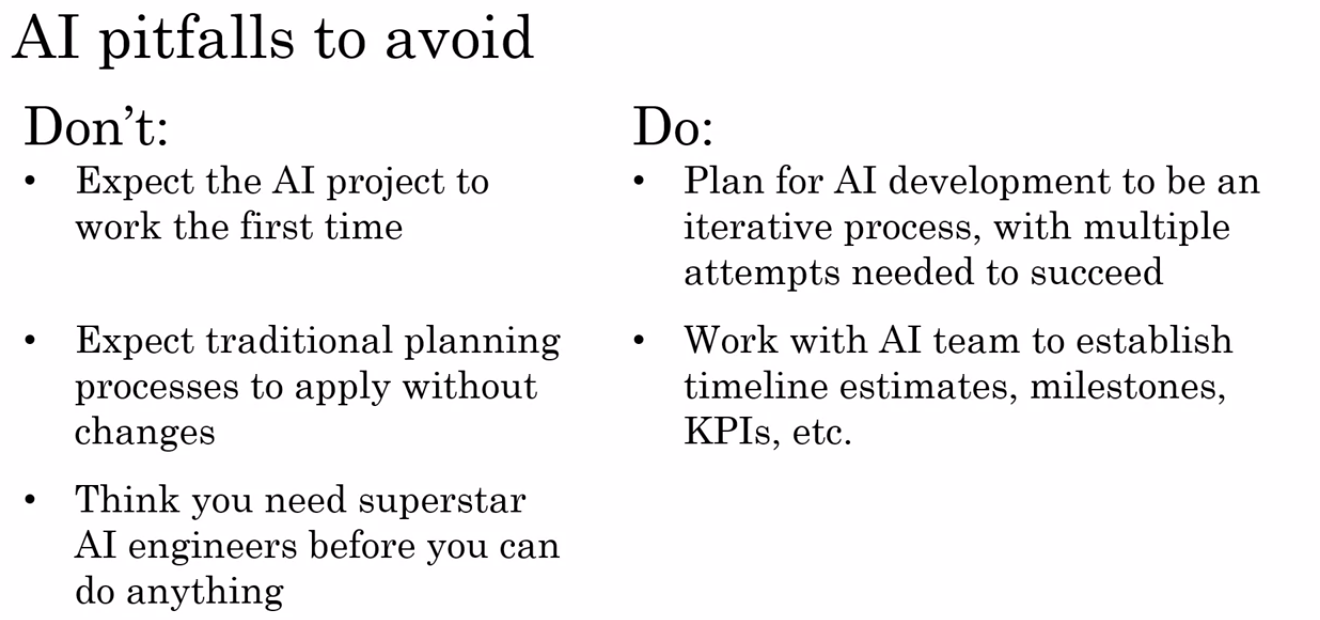 AI pitfalls to avoid
Don’t:
• Expect the AI project to
work the first time
• Expect traditional planning
processes to apply without
changes
• Think you need superstar
AI engineers before you can
do anything
Do:
• Plan for AI development to be an
iterative process, with multiple
attempts needed to succeed
• Work with AI team to establish
timeline estimates, milestones,
KPIs, etc.